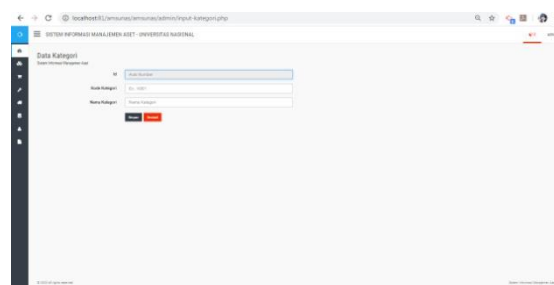 localhost81/amsunas/amsunas/admin/input-kategori.php
SISTEM INFORMASI MANAJEMEN ASET - UNIVERSITAS NASIONAL
Data Kategori
Sistem Informasi Manajemen Aset
Id
Auto Number
Kode Kategori
Nama Kategori
Nama Kategori
Simpan